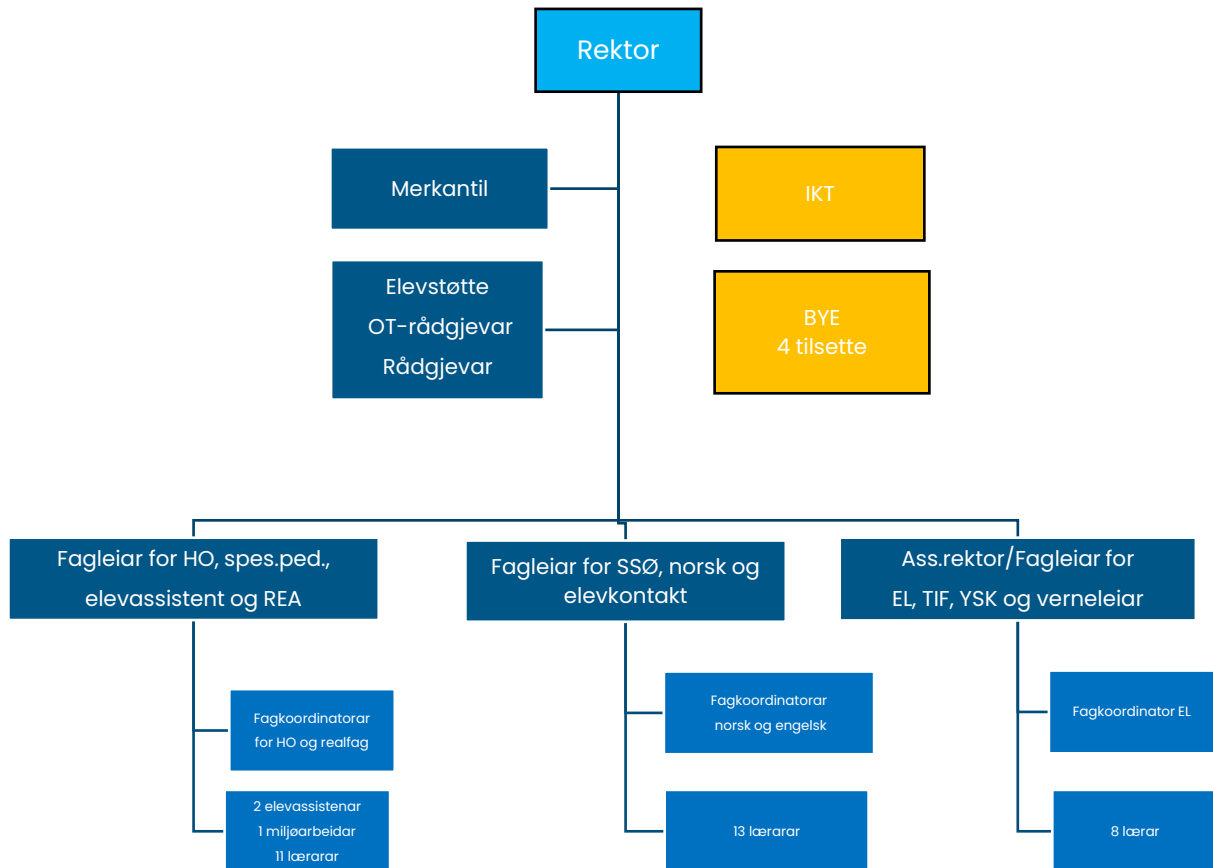 Rektor
Merkantil
IKT
Elevstøtte
OT-rådgjevar
Rådgjevar
BYE
4 tilsette
Fagleiar for HO, spes.ped.,
elevassistent og REA
Fagleiar for SSØ, norsk og
elevkontakt
Ass.rektor/Fagleiar for
EL, TIF, YSK og verneleiar
Fagkoordinatorar
for HO og realfag
Fagkoordinatorar
norsk og engelsk
Fagkoordinator EL
2 elevassistenar
1 miljøarbeidar
11 lærarar
13 lærarar
8 lærar